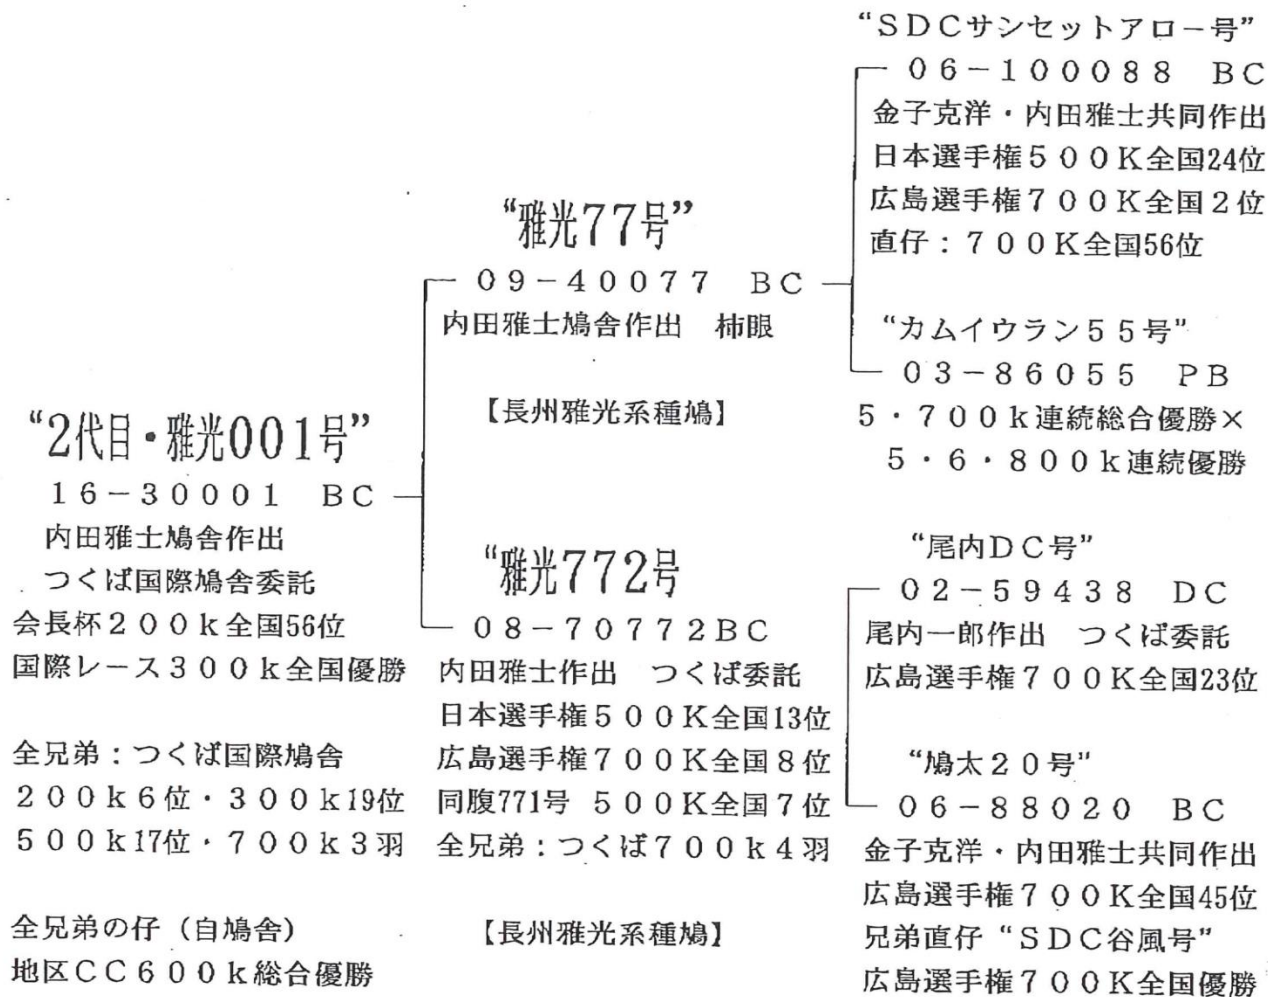 “2代目・雅光001号”
16－30001 BC
内田雅士鳩舎作出
つくば国際鳩舎委託
会長杯200k全国56位
国際レース300k全国優勝
全兄弟：つくば国際鳩舎
200k6位・300k19位
500k17位・700k3羽
全兄弟の仔（自鳩舎）
地区CC600k総合優勝
“雅光77号”
09－40077 BC
内田雅士鳩舎作出 柿眼
【長州雅光系種鳩】
“雅光772号
08－70772BC
内田雅士作出 つくば委託
日本選手権500K全国13位
広島選手権700K全国8位
同腹771号 500K全国7位
全兄弟：つくば700k4羽
【長州雅光系種鳩】
“SDCサンセットアロー号”
06－100088 BC
金子克洋・内田雅士共同作出
日本選手権500K全国24位
広島選手権700K全国2位
直仔：700K全国56位
“カムイウラン55号”
03－86055 PB
5・700k連続総合優勝×
5・6・800k連続優勝
“尾内DC号”
02－59438 DC
尾内一郎作出 つくば委託
広島選手権700K全国23位
“鳩太20号”
06－88020 BC
金子克洋・内田雅士共同作出
広島選手権700K全国45位
兄弟直仔“SDC谷風号”
広島選手権700K全国優勝